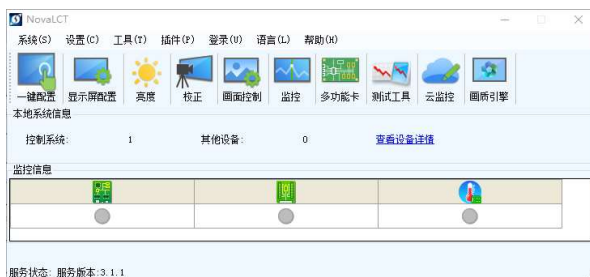 NovaLCT
系统(S) 设置(C) 工具(T) 插件(P) 登录(U) 语言(L) 帮助(H)
一键配置 显示屏配置 亮度 校正 画面控制 监控 多功能卡 测试工具 云监控 画质引擎
本地系统信息
控制系统: 1 其他设备: 0 查看设备详情
监控信息
服务状态: 服务版本:3.1.1